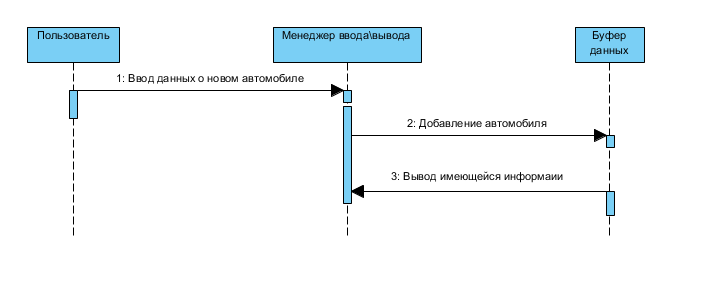 Пользователь
Менеджер ввода\вывода
Буфер
данных
1: Ввод данных о новом автомобиле
2: Добавление автомобиля
3: Вывод имеющейся информаии